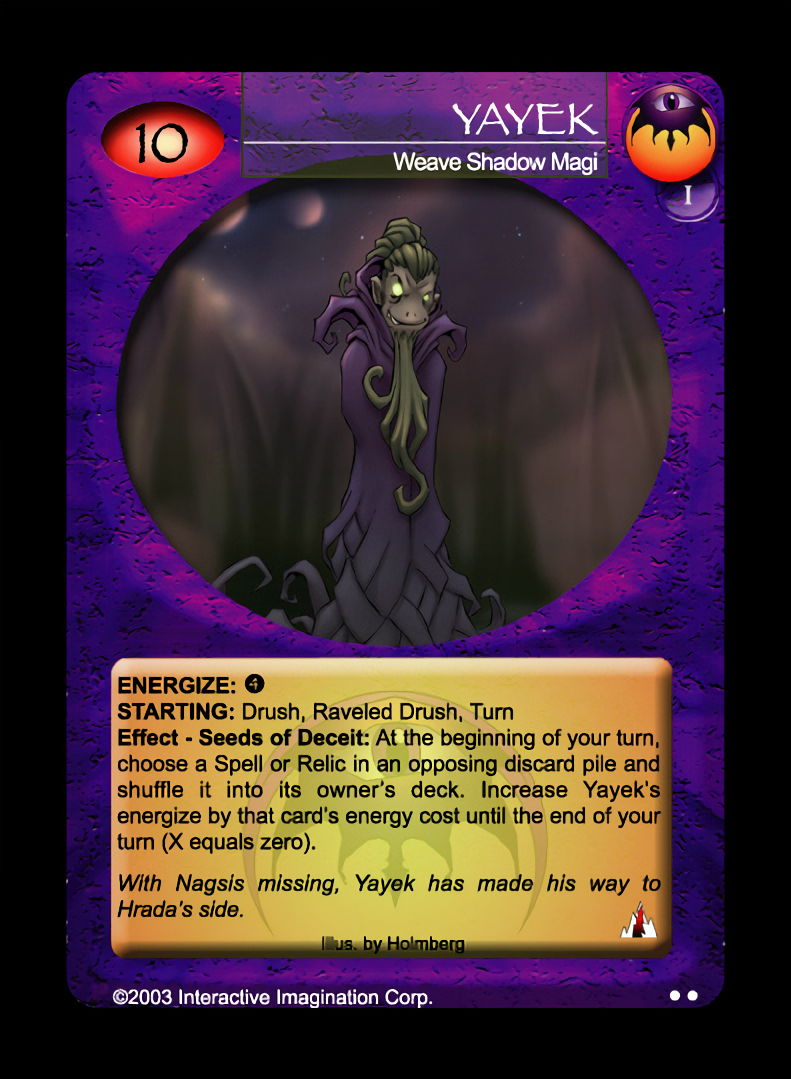 10
YAYEK
Weave Shadow Magi
I
ENERGIZE: 4
STARTING: Drush, Raveled Drush, Turn
Effect - Seeds of Deceit: At the beginning of your turn,
choose a Spell or Relic in an opposing discard pile and
shuffle it into its owner's deck. Increase Yayek's
energize by that card's energy cost until the end of your
turn (X equals zero).
With Nagsis missing, Yayek has made his way to
Hrada's side.
Illus. by Holmberg
©2003 Interactive Imagination Corp.